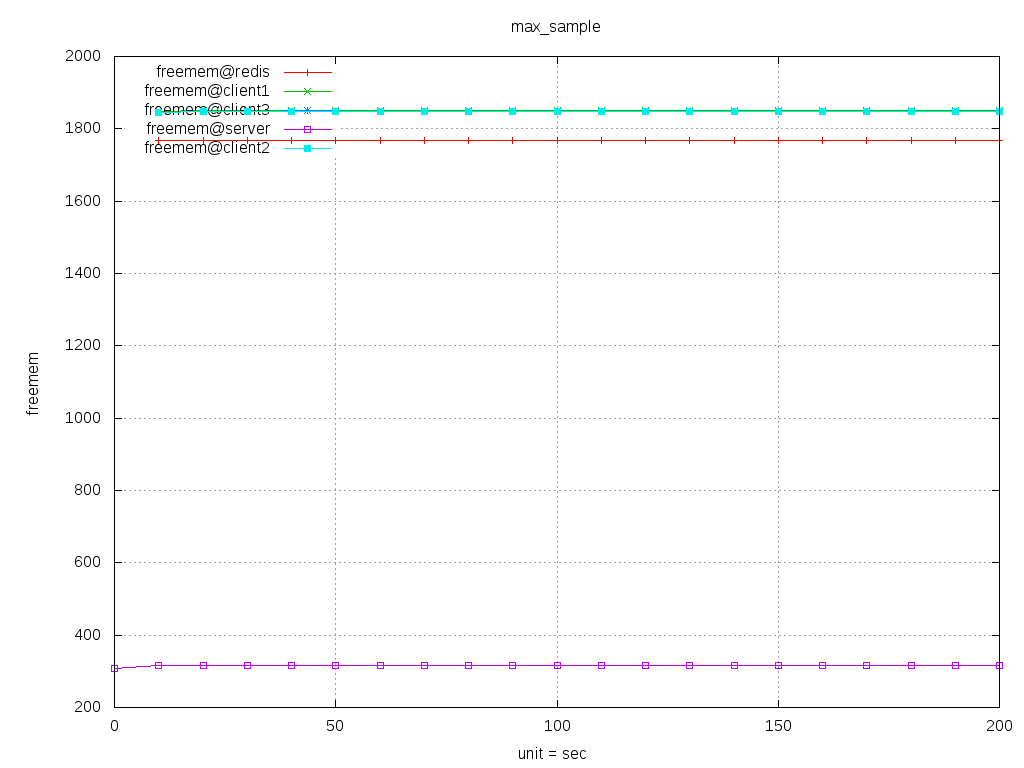 max_sample
2000
1800
1600
1400
1200
1000
800
600
400
200
freemem
freemem@redis
freemem@client1
freemem@client3
freemem@server
freemem@client2
0 50 100 150 200
unit = sec